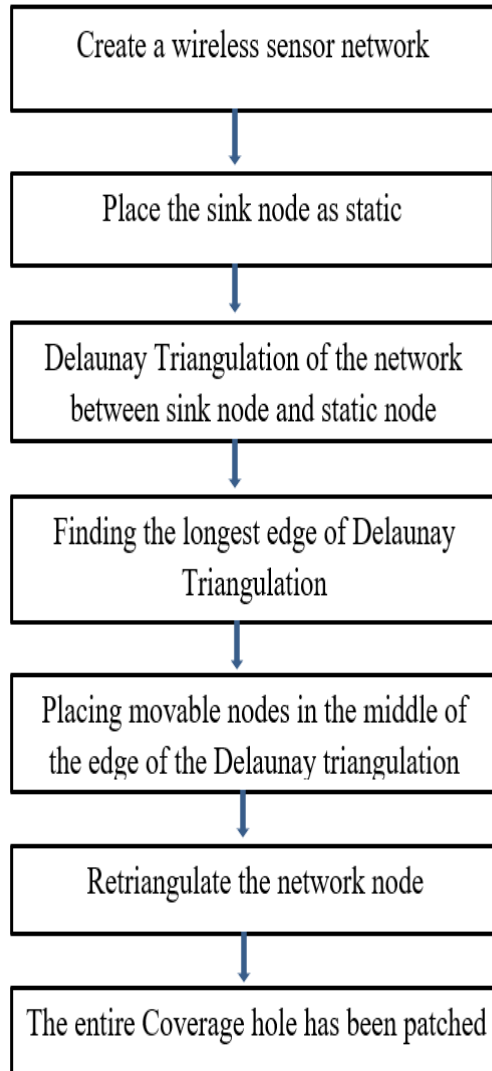 Create a wireless sensor network
Place the sink node as static
Delaunay Triangulation of the network
between sink node and static node
Finding the longest edge of Delaunay
Triangulation
Placing movable nodes in the middle of
the edge of the Delaunay triangulation
Retriangulate the network node
The entire Coverage hole has been patched